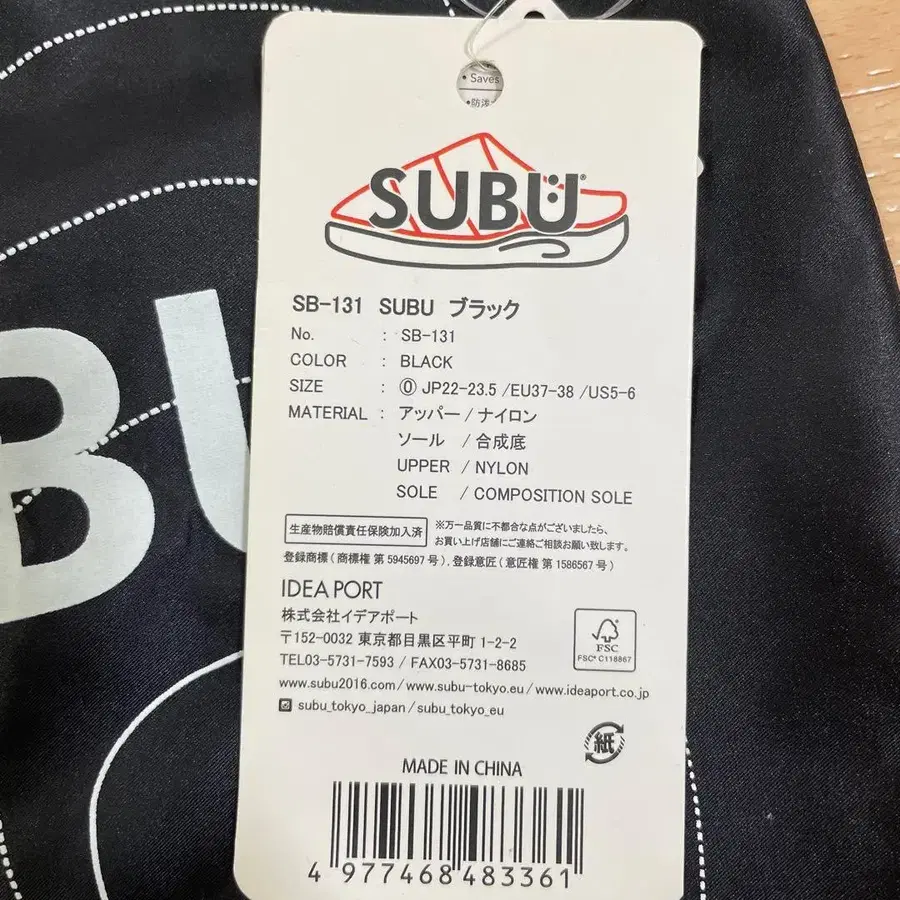 • Saves
•防滑
SUBU®
SB-131 SUBU ブラック
No. : SB-131
COLOR : BLACK
SIZE : ⓪ JP22-23.5 /EU37-38 /US5-6
MATERIAL : アッパー/ナイロン
ソール /合成底
UPPER /NYLON
SOLE /COMPOSITION SOLE
生産物賠償責任保険加入済
※万一品質に不都合な点がございましたら、
お買い上げ店舗にご連絡ご相談お願い致します。
登録商標(商標権 第 5945697 号),登録意匠(意匠権 第 1586567 号)
IDEA PORT
株式会社イデアポート
〒152-0032 東京都目黒区平町 1-2-2
TEL03-5731-7593 / FAX03-5731-8685
www.subu2016.com/www.subu-tokyo.eu/www.ideaport.co.jp
subu_tokyo_japan/subu_tokyo_eu
FSC
FSC® C118867
紙
MADE IN CHINA
4 977468 483361
BU